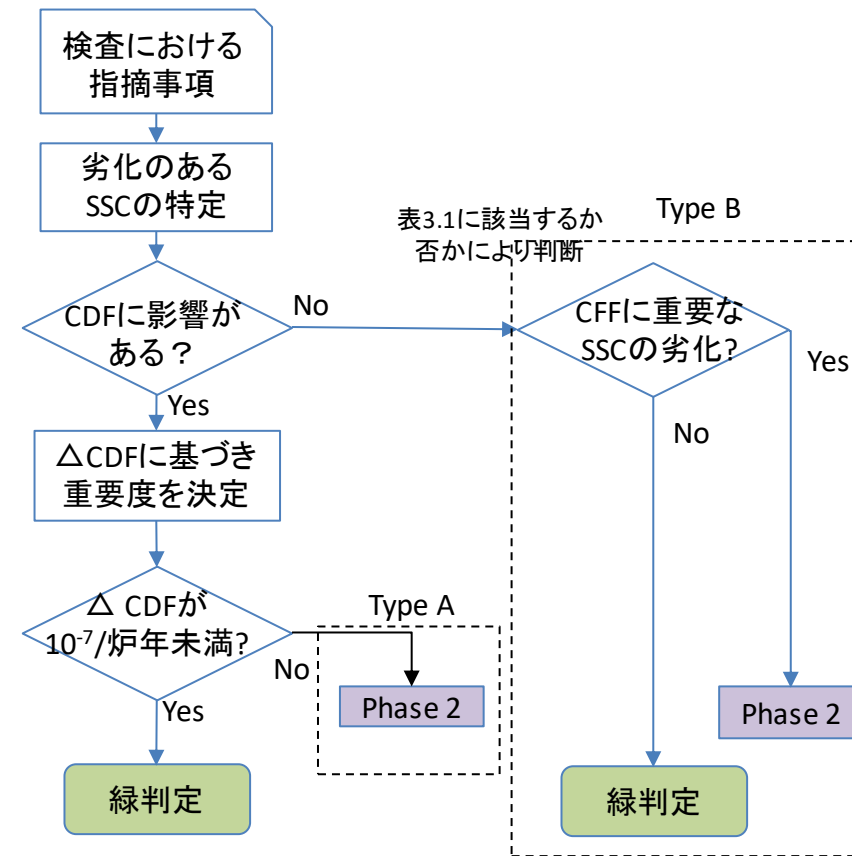 検査における
指摘事項
劣化のある
SSCの特定
表3.1に該当するか
否かにより判断
Type B
CDFに影響が
ある？
No
Yes
CFFに重要な
SSCの劣化?
Yes
No
△CDFに基づき
重要度を決定
△ CDFが
10⁻⁷/炉年未満?
No
Yes
Type A
Phase 2
Phase 2
緑判定
緑判定